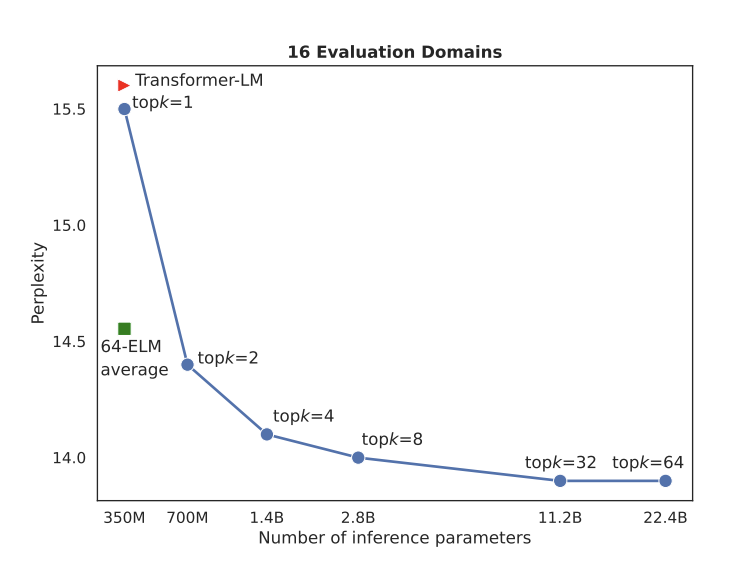 16 Evaluation Domains
Transformer-LM
topk=1
15.5
15.0
Perplexity
14.5
64-ELM
average
topk=2
topk=4
topk=8
14.0
topk=32
topk=64
350M 700M 1.4B 2.8B 11.2B 22.4B
Number of inference parameters